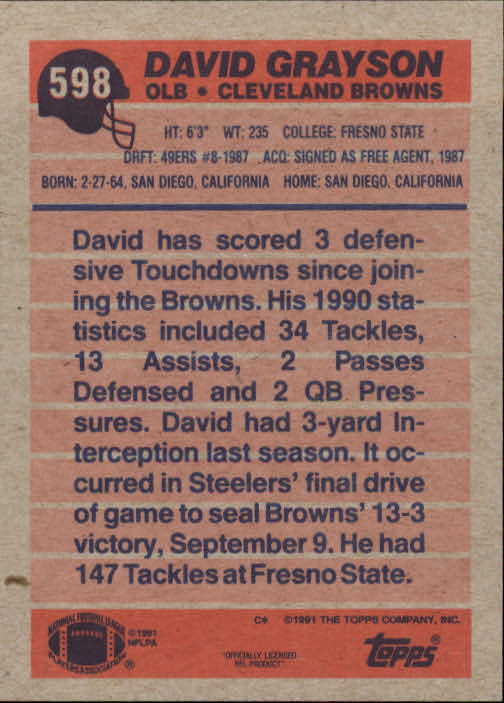 598
DAVID GRAYSON
OLB • CLEVELAND BROWNS
HT: 6'3" WT: 235 COLLEGE: FRESNO STATE
DRFT: 49ERS #8-1987 ACQ: SIGNED AS FREE AGENT, 1987
BORN: 2-27-64, SAN DIEGO, CALIFORNIA HOME: SAN DIEGO, CALIFORNIA
David has scored 3 defen-
sive Touchdowns since join-
ing the Browns. His 1990 sta-
tistics included 34 Tackles,
13 Assists, 2 Passes
Defensed and 2 QB Pres-
sures. David had 3-yard In-
terception last season. It oc-
curred in Steelers' final drive
of game to seal Browns' 13-3
victory, September 9. He had
147 Tackles at Fresno State.
NATIONAL FOOTBALL LEAGUE
PLAYERS ASSOCIATION
®
©1991
NFLPA
C* ©1991 THE TOPPS COMPANY, INC.
"OFFICIALLY LICENSED
NFL PRODUCT"
TOPPS®